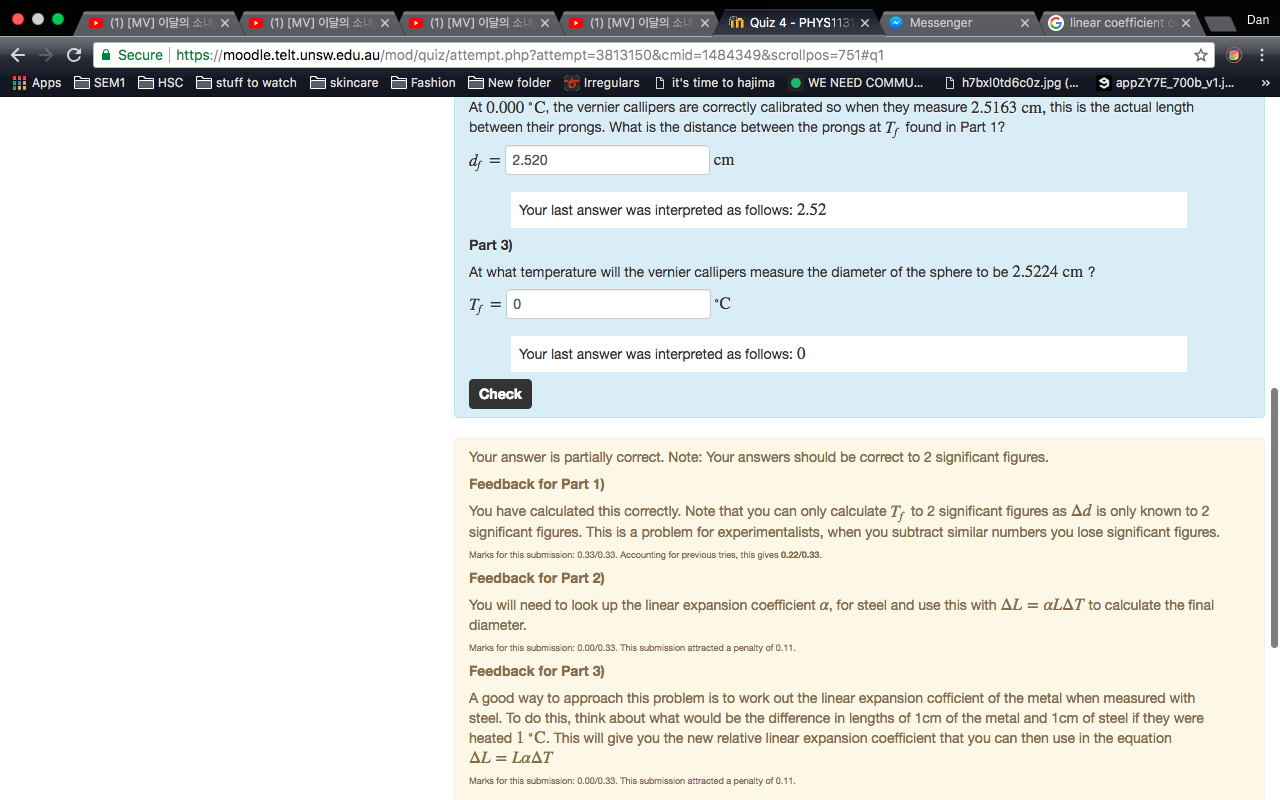 (1) [MV] 이달의 소녀
(1) [MV] 이달의 소녀
(1) [MV] 이달의 소녀
(1) [MV] 이달의 소녀
Quiz 4 - PHYS1131
Messenger
linear coefficient o
Dan
Secure https://moodle.telt.unsw.edu.au/mod/quiz/attempt.php?attempt=3813150&cmid=1484349&scrollpos=751#q1
Apps SEM1 HSC stuff to watch skincare Fashion New folder Irregulars it's time to hajima WE NEED COMMU... h7bxl0td6c0z.jpg (... appZY7E_700b_v1.j... »
At 0.000 °C, the vernier callipers are correctly calibrated so when they measure 2.5163 cm, this is the actual length
between their prongs. What is the distance between the prongs at T_f found in Part 1?
d_f = 2.520 cm
Your last answer was interpreted as follows: 2.52
Part 3)
At what temperature will the vernier callipers measure the diameter of the sphere to be 2.5224 cm ?
T_f = 0 °C
Your last answer was interpreted as follows: 0
Check
Your answer is partially correct. Note: Your answers should be correct to 2 significant figures.
Feedback for Part 1)
You have calculated this correctly. Note that you can only calculate T_f to 2 significant figures as Δd is only known to 2
significant figures. This is a problem for experimentalists, when you subtract similar numbers you lose significant figures.
Marks for this submission: 0.33/0.33. Accounting for previous tries, this gives 0.22/0.33.
Feedback for Part 2)
You will need to look up the linear expansion coefficient α, for steel and use this with ΔL = αLΔT to calculate the final
diameter.
Marks for this submission: 0.00/0.33. This submission attracted a penalty of 0.11.
Feedback for Part 3)
A good way to approach this problem is to work out the linear expansion cofficient of the metal when measured with
steel. To do this, think about what would be the difference in lengths of 1cm of the metal and 1cm of steel if they were
heated 1 °C. This will give you the new relative linear expansion coefficient that you can then use in the equation
ΔL = LαΔT
Marks for this submission: 0.00/0.33. This submission attracted a penalty of 0.11.